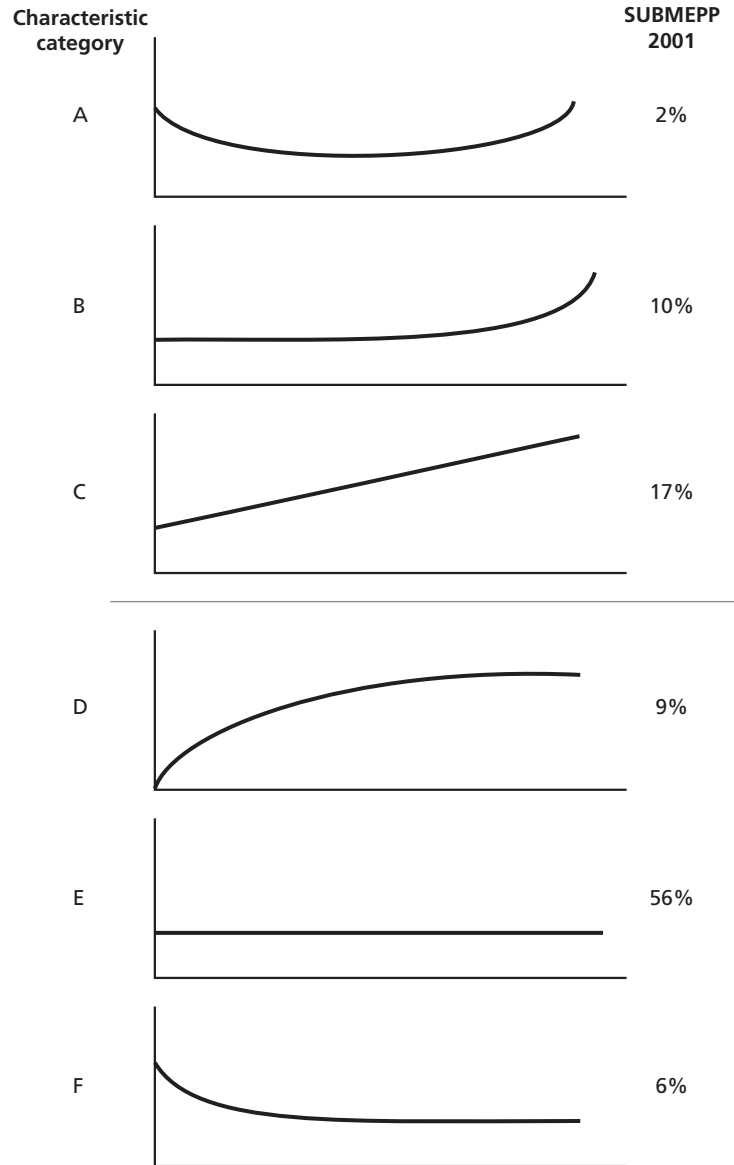 Characteristic
category
SUBMEPP
2001
A
2%
B
10%
C
17%
D
9%
E
56%
F
6%